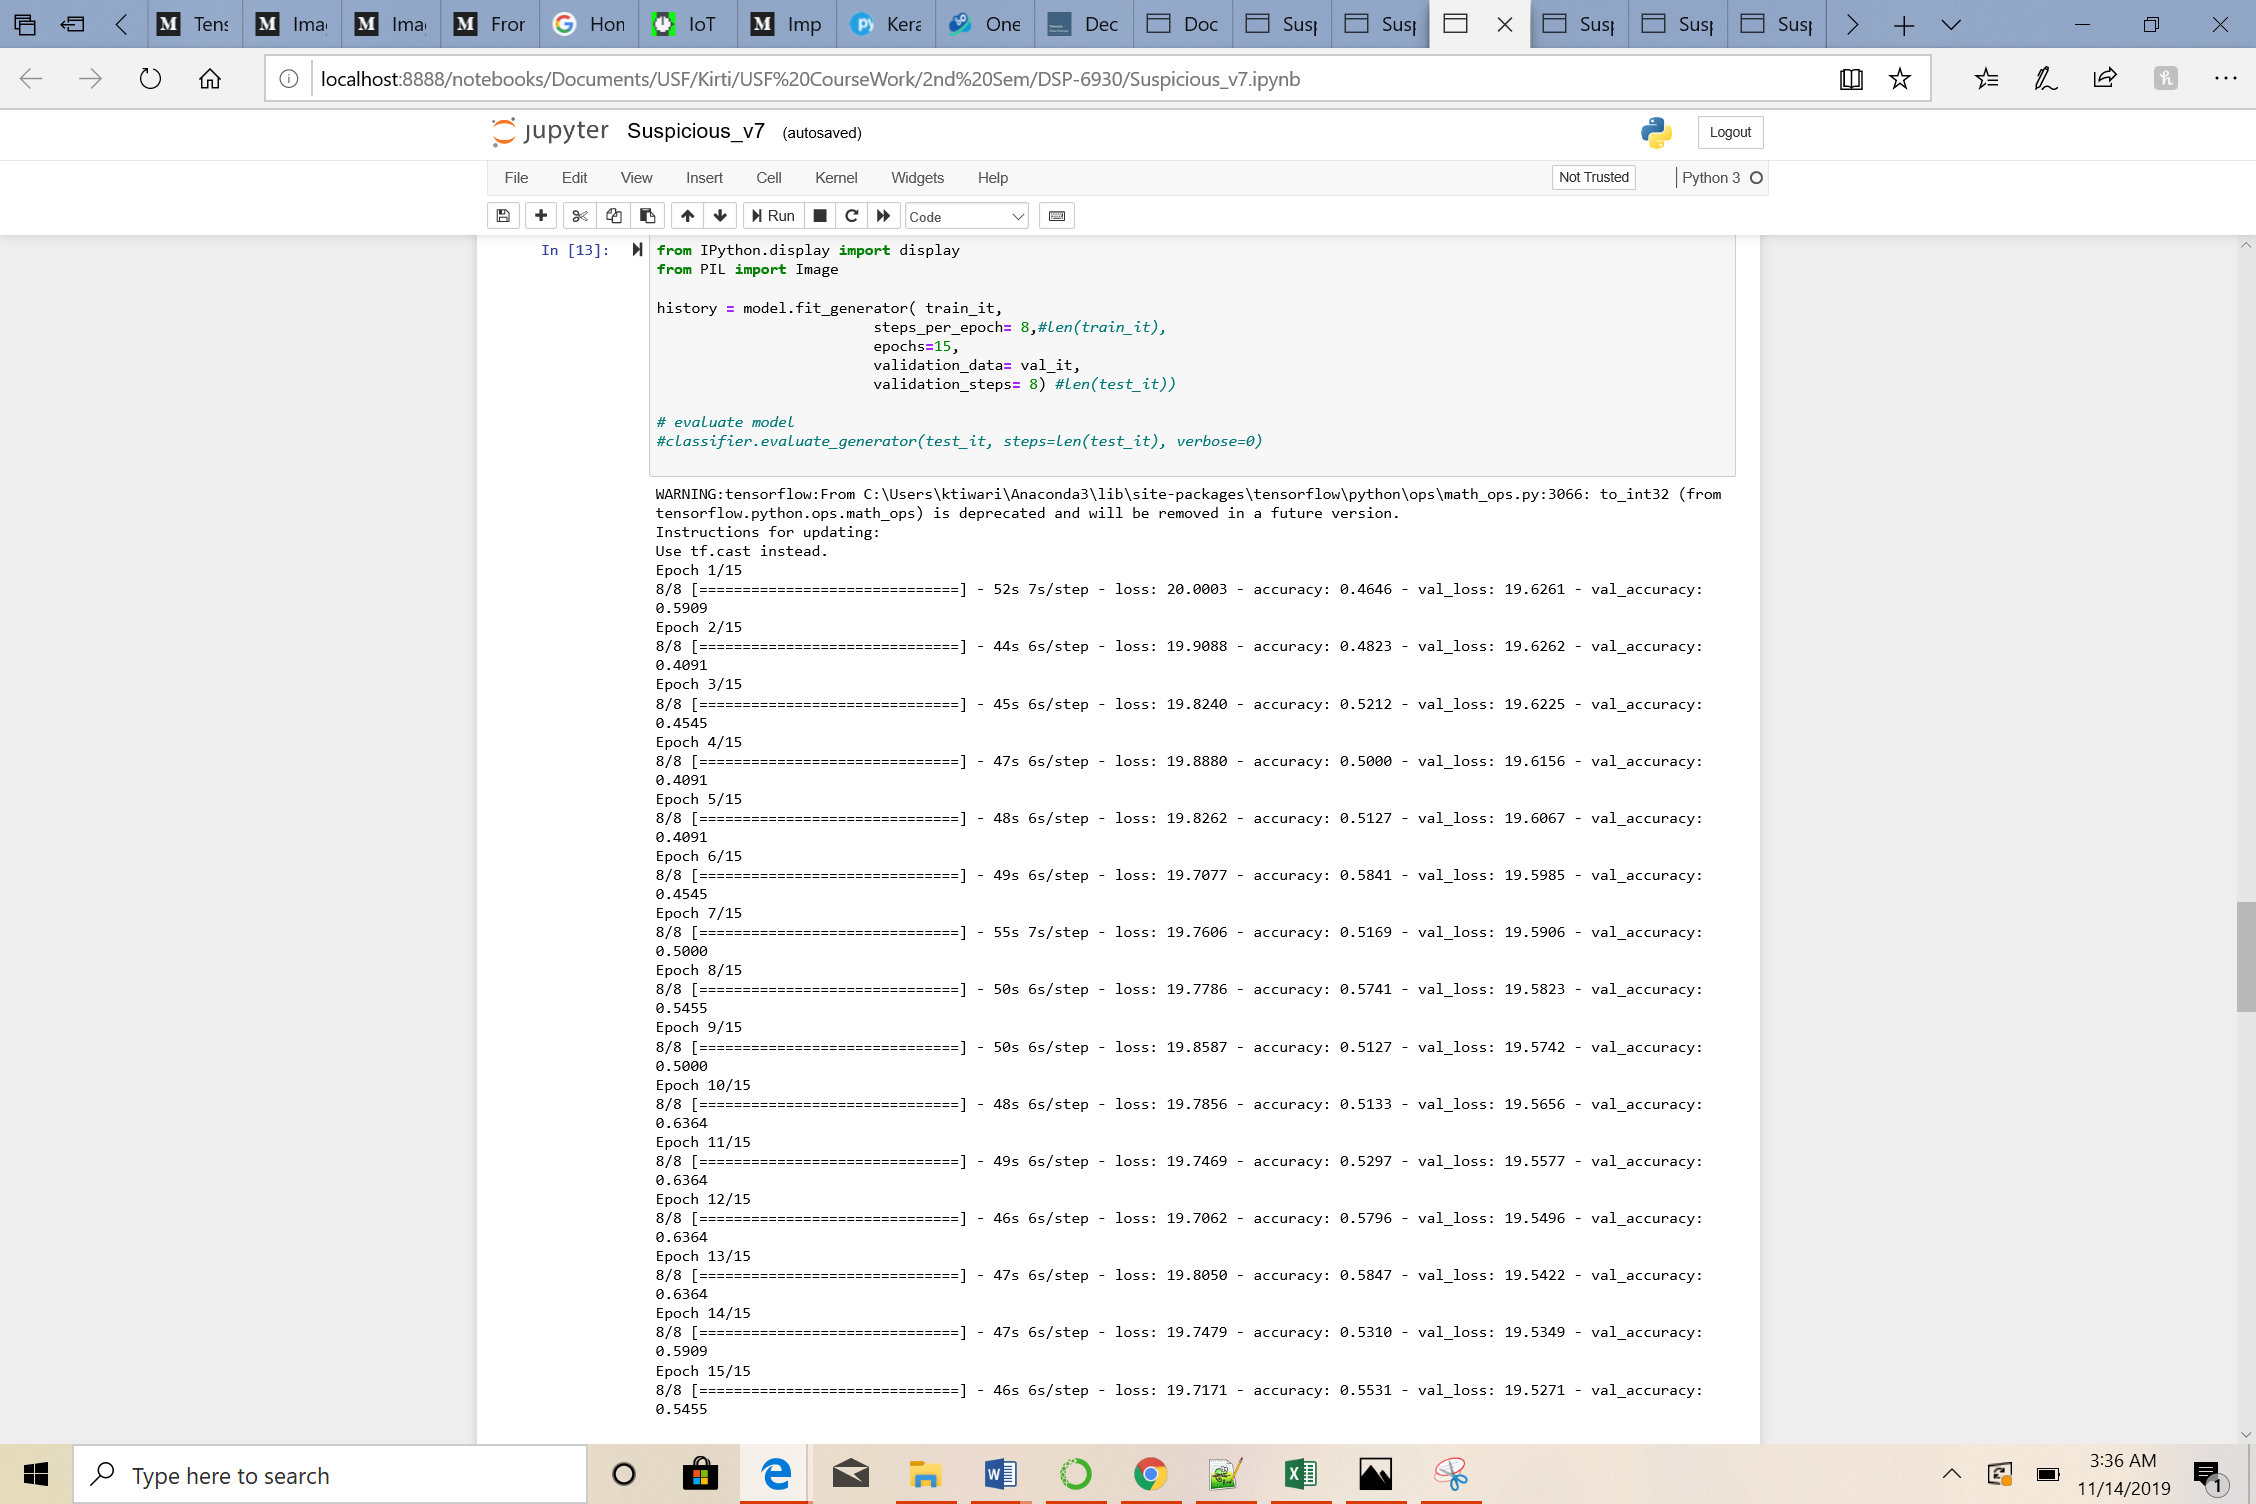 Tens
Ima
Ima
Fror
Hon
IoT
Imp
Kera
One
Dec
Doc
Susp
Susp
Susp
Susp
Susp
localhost:8888/notebooks/Documents/USF/Kirti/USF%20CourseWork/2nd%20Sem/DSP-6930/Suspicious_v7.ipynb
jupyter Suspicious_v7 (autosaved)
Logout
File Edit View Insert Cell Kernel Widgets Help
Not Trusted
Python 3
Run
Code
In [13]:
from IPython.display import display
from PIL import Image
history = model.fit_generator( train_it,
steps_per_epoch= 8,#len(train_it),
epochs=15,
validation_data= val_it,
validation_steps= 8) #len(test_it))
# evaluate model
#classifier.evaluate_generator(test_it, steps=len(test_it), verbose=0)
WARNING:tensorflow:From C:\Users\ktiwari\Anaconda3\lib\site-packages\tensorflow\python\ops\math_ops.py:3066: to_int32 (from
tensorflow.python.ops.math_ops) is deprecated and will be removed in a future version.
Instructions for updating:
Use tf.cast instead.
Epoch 1/15
8/8 [==============================] - 52s 7s/step - loss: 20.0003 - accuracy: 0.4646 - val_loss: 19.6261 - val_accuracy:
0.5909
Epoch 2/15
8/8 [==============================] - 44s 6s/step - loss: 19.9088 - accuracy: 0.4823 - val_loss: 19.6262 - val_accuracy:
0.4091
Epoch 3/15
8/8 [==============================] - 45s 6s/step - loss: 19.8240 - accuracy: 0.5212 - val_loss: 19.6225 - val_accuracy:
0.4545
Epoch 4/15
8/8 [==============================] - 47s 6s/step - loss: 19.8880 - accuracy: 0.5000 - val_loss: 19.6156 - val_accuracy:
0.4091
Epoch 5/15
8/8 [==============================] - 48s 6s/step - loss: 19.8262 - accuracy: 0.5127 - val_loss: 19.6067 - val_accuracy:
0.4091
Epoch 6/15
8/8 [==============================] - 49s 6s/step - loss: 19.7077 - accuracy: 0.5841 - val_loss: 19.5985 - val_accuracy:
0.4545
Epoch 7/15
8/8 [==============================] - 55s 7s/step - loss: 19.7606 - accuracy: 0.5169 - val_loss: 19.5906 - val_accuracy:
0.5000
Epoch 8/15
8/8 [==============================] - 50s 6s/step - loss: 19.7786 - accuracy: 0.5741 - val_loss: 19.5823 - val_accuracy:
0.5455
Epoch 9/15
8/8 [==============================] - 50s 6s/step - loss: 19.8587 - accuracy: 0.5127 - val_loss: 19.5742 - val_accuracy:
0.5000
Epoch 10/15
8/8 [==============================] - 48s 6s/step - loss: 19.7856 - accuracy: 0.5133 - val_loss: 19.5656 - val_accuracy:
0.6364
Epoch 11/15
8/8 [==============================] - 49s 6s/step - loss: 19.7469 - accuracy: 0.5297 - val_loss: 19.5577 - val_accuracy:
0.6364
Epoch 12/15
8/8 [==============================] - 46s 6s/step - loss: 19.7062 - accuracy: 0.5796 - val_loss: 19.5496 - val_accuracy:
0.6364
Epoch 13/15
8/8 [==============================] - 47s 6s/step - loss: 19.8050 - accuracy: 0.5847 - val_loss: 19.5422 - val_accuracy:
0.6364
Epoch 14/15
8/8 [==============================] - 47s 6s/step - loss: 19.7479 - accuracy: 0.5310 - val_loss: 19.5349 - val_accuracy:
0.5909
Epoch 15/15
8/8 [==============================] - 46s 6s/step - loss: 19.7171 - accuracy: 0.5531 - val_loss: 19.5271 - val_accuracy:
0.5455
Type here to search
3:36 AM
11/14/2019
1